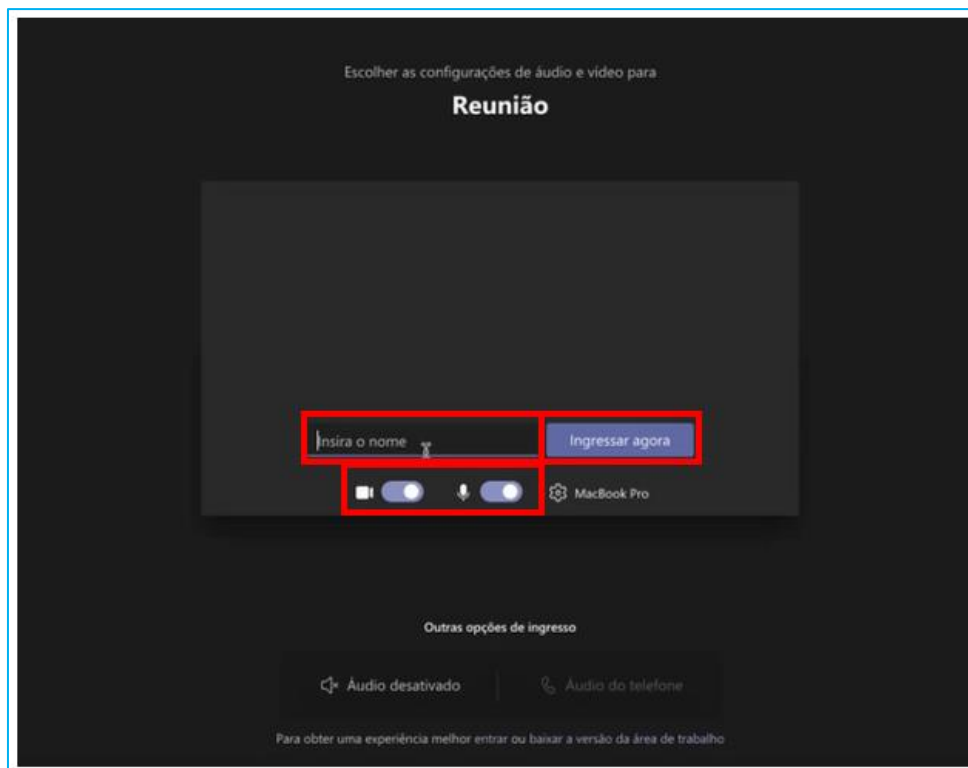 Escolher as configurações de áudio e vídeo para
Reunião
Insira o nome
Ingressar agora
MacBook Pro
Outras opções de ingresso
Áudio desativado
Áudio do telefone
Para obter uma experiência melhor entrar ou baixar a versão da área de trabalho